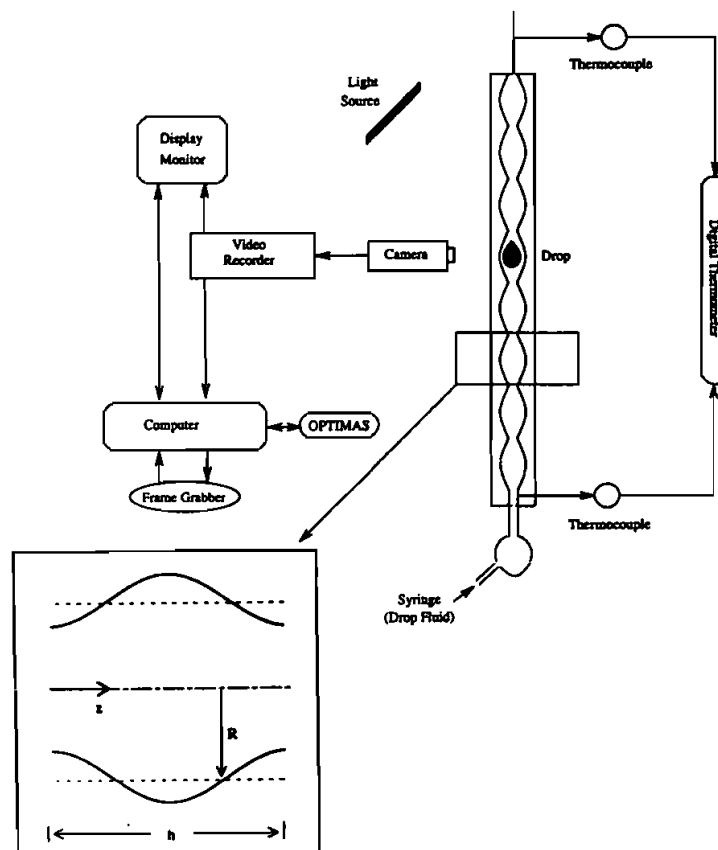 Thermocouple
Light
Source
Display
Monitor
Video
Recorder
Camera
Drop
Digital Thermometer
Computer
OPTIMAS
Frame Grabber
Thermocouple
Syringe
(Drop Fluid)
z
R
h